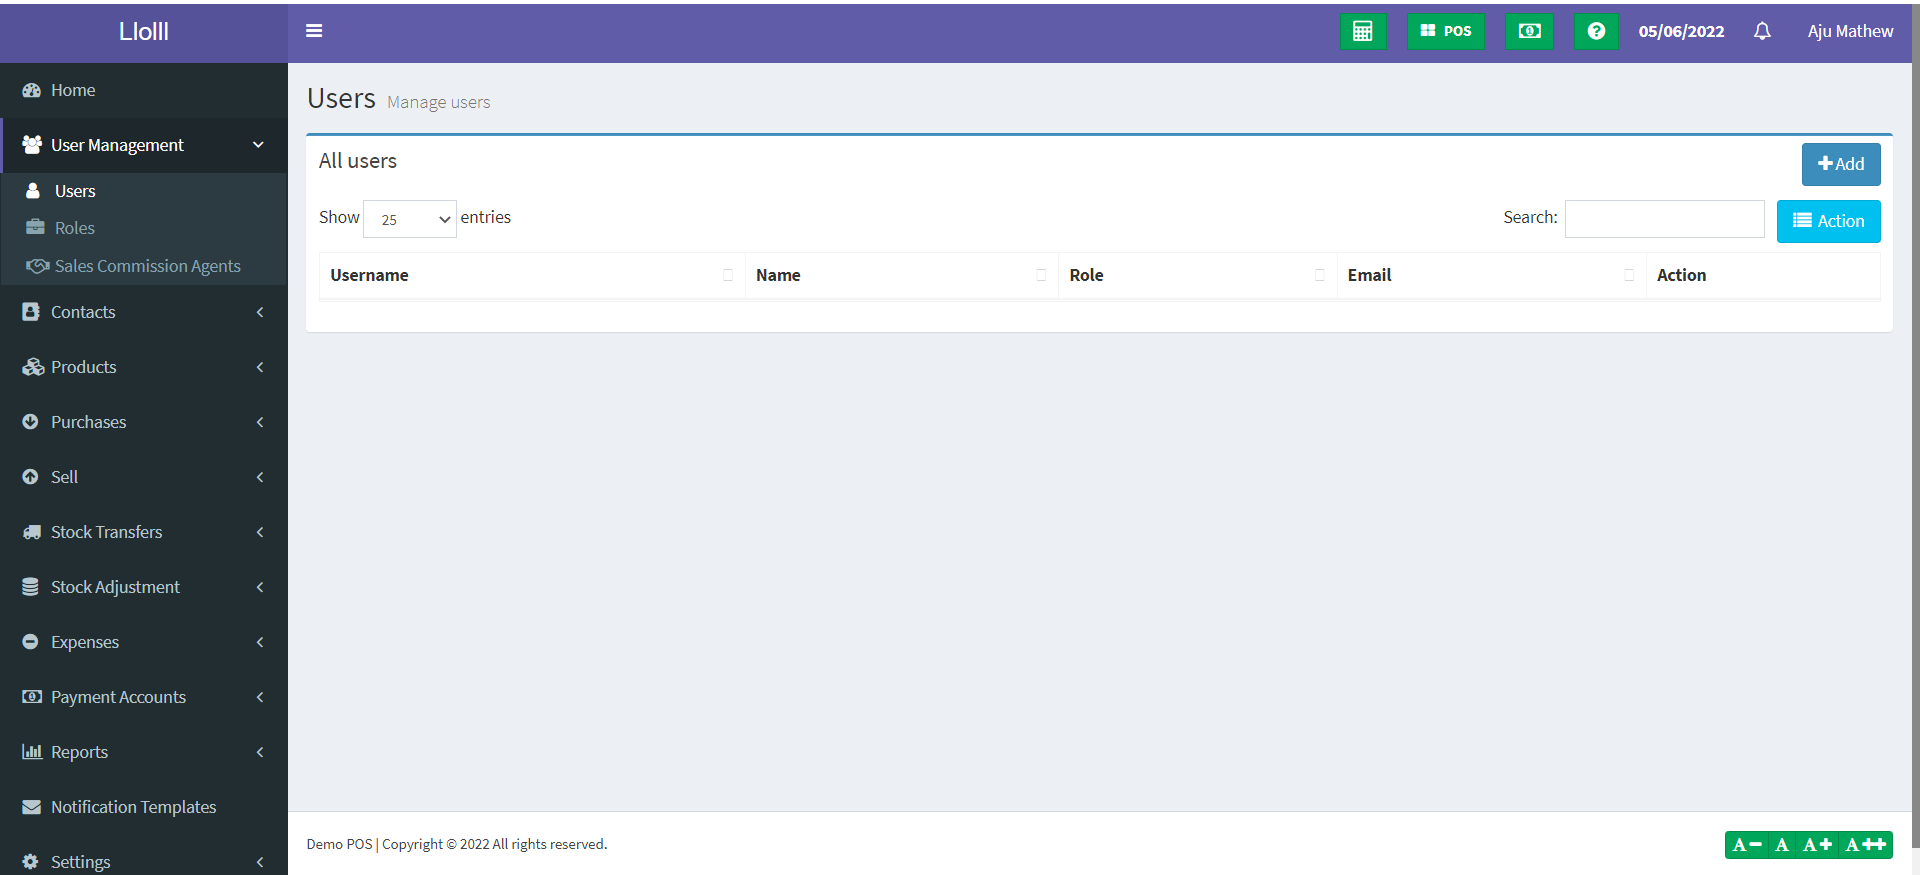 Llolll
POS
05/06/2022
Aju Mathew
Home
User Management
Users
Roles
Sales Commission Agents
Contacts
Products
Purchases
Sell
Stock Transfers
Stock Adjustment
Expenses
Payment Accounts
Reports
Notification Templates
Settings
Users Manage users
All users
Add
Show 25 entries
Search:
Action
Username Name Role Email Action
Demo POS | Copyright © 2022 All rights reserved.
A- A A+ A++